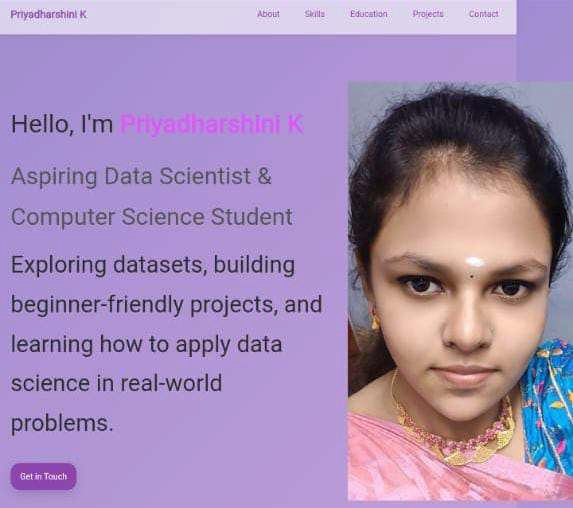 Priyadharshini K
About Skills Education Projects Contact
Hello, I'm Priyadharshini K
Aspiring Data Scientist &
Computer Science Student
Exploring datasets, building
beginner-friendly projects, and
learning how to apply data
science in real-world
problems.
Get in Touch